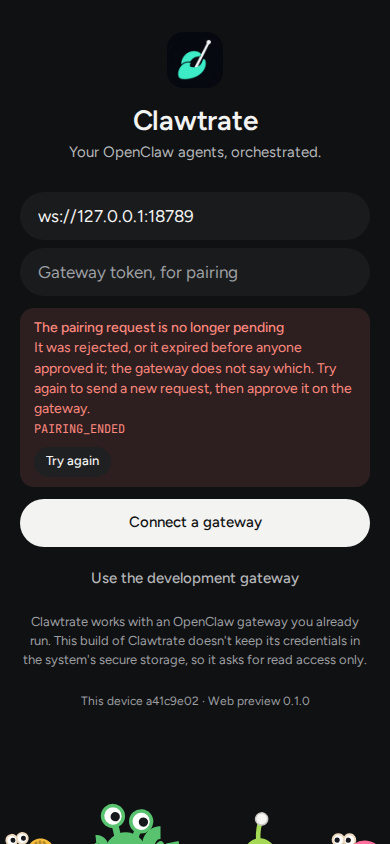 Clawtrate
Your OpenClaw agents, orchestrated.
ws://127.0.0.1:18789
Gateway token, for pairing
The pairing request is no longer pending
It was rejected, or it expired before anyone
approved it; the gateway does not say which. Try
again to send a new request, then approve it on the
gateway.
PAIRING_ENDED
Try again
Connect a gateway
Use the development gateway
Clawtrate works with an OpenClaw gateway you already
run. This build of Clawtrate doesn't keep its credentials in
the system's secure storage, so it asks for read access only.
This device a41c9e02 · Web preview 0.1.0